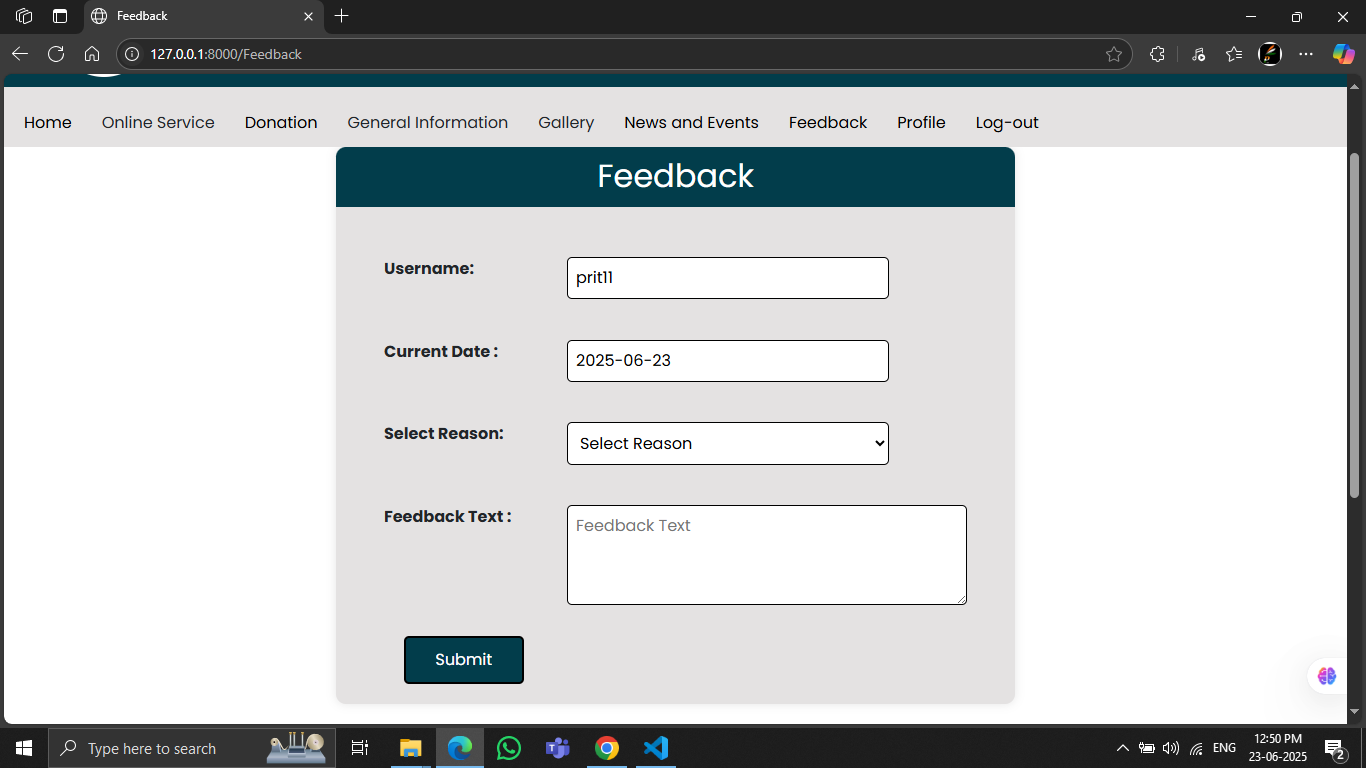 Feedback
127.0.0.1:8000/Feedback
Home Online Service Donation General Information Gallery News and Events Feedback Profile Log-out
Feedback
Username: prit11
Current Date : 2025-06-23
Select Reason: Select Reason
Feedback Text : Feedback Text
Submit
Type here to search ENG 12:50 PM
23-06-2025 2